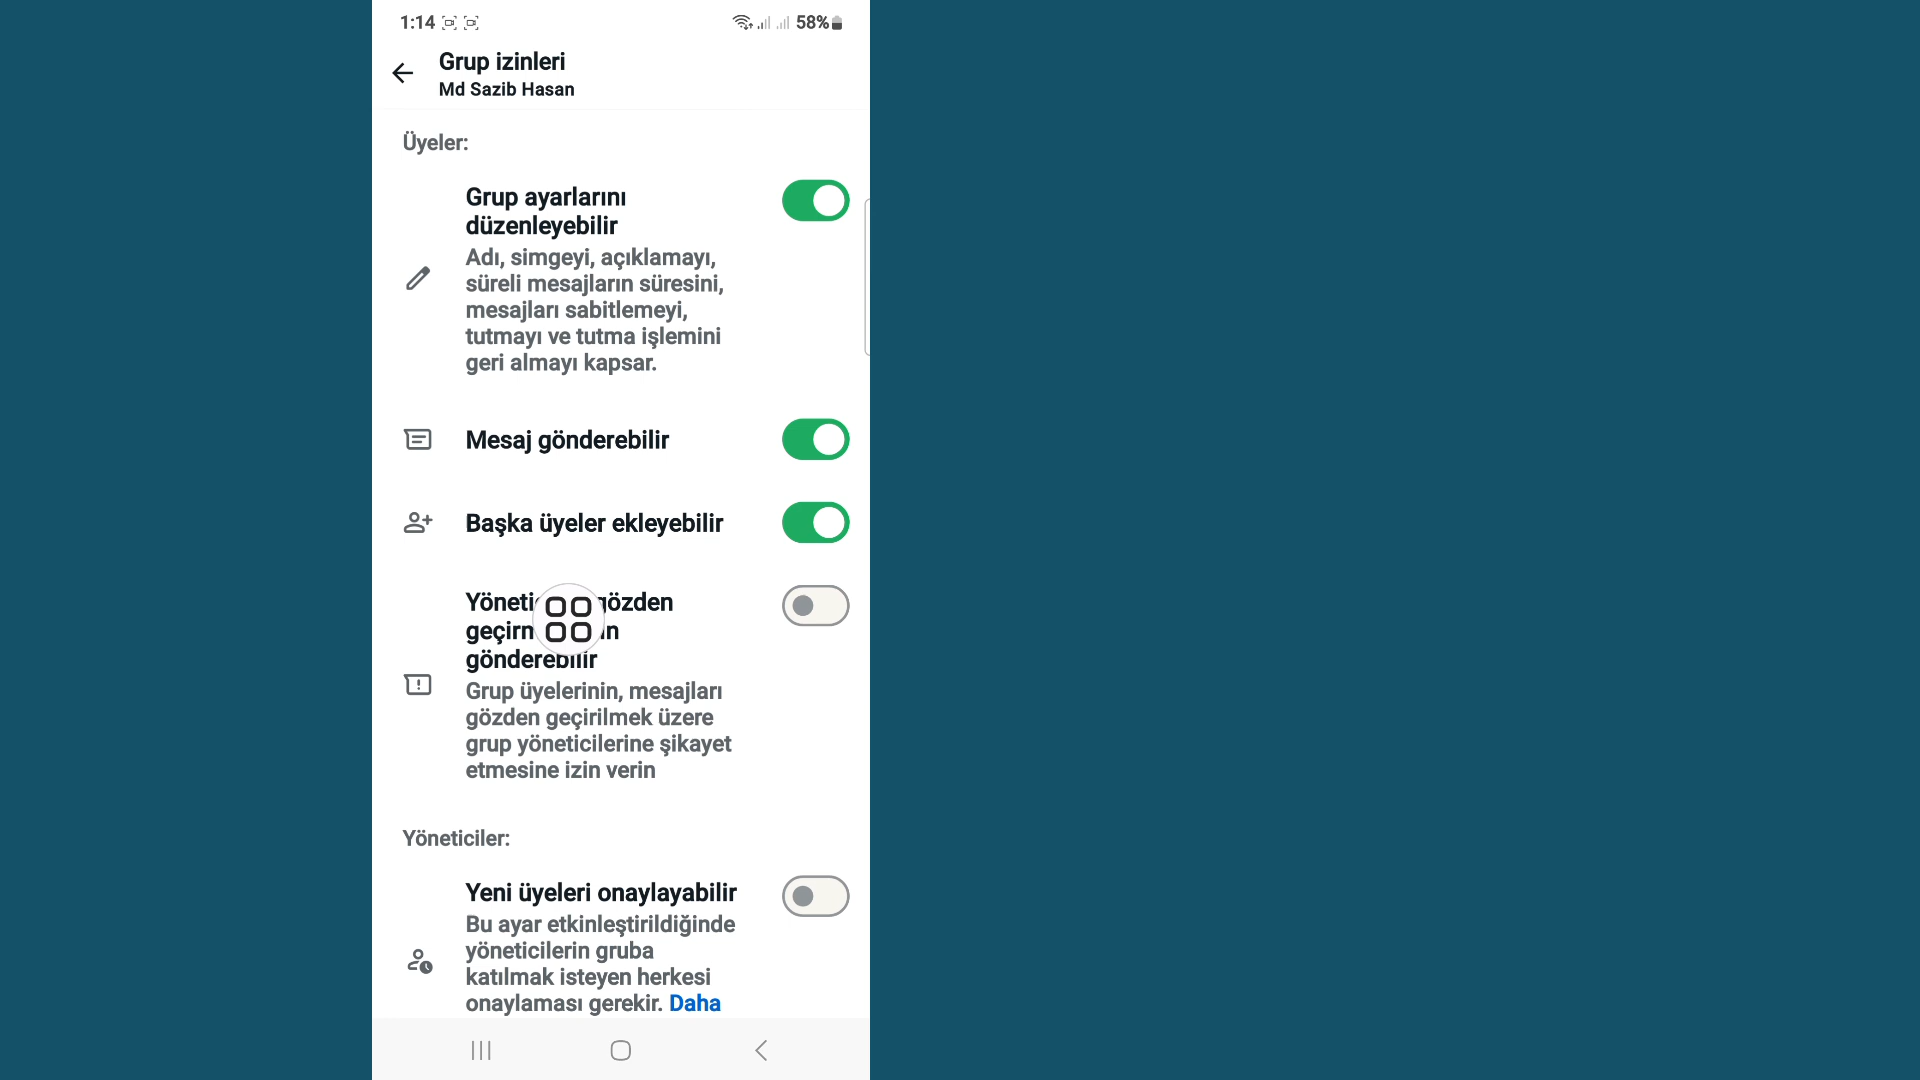 1:14
58%
Grup izinleri
Md Sazib Hasan
Üyeler:
Grup ayarlarını
düzenleyebilir
Adı, simgeyi, açıklamayı,
süreli mesajların süresini,
mesajları sabitlemeyi,
tutmayı ve tutma işlemini
geri almayı kapsar.
Mesaj gönderebilir
Başka üyeler ekleyebilir
gözden
gönderebilir
Grup üyelerinin, mesajları
gözden geçirilmek üzere
grup yöneticilerine şikayet
etmesine izin verin
Yöneticiler:
Yeni üyeleri onaylayabilir
Bu ayar etkinleştirildiğinde
yöneticilerin gruba
katılmak isteyen herkesi
onaylaması gerekir. Daha